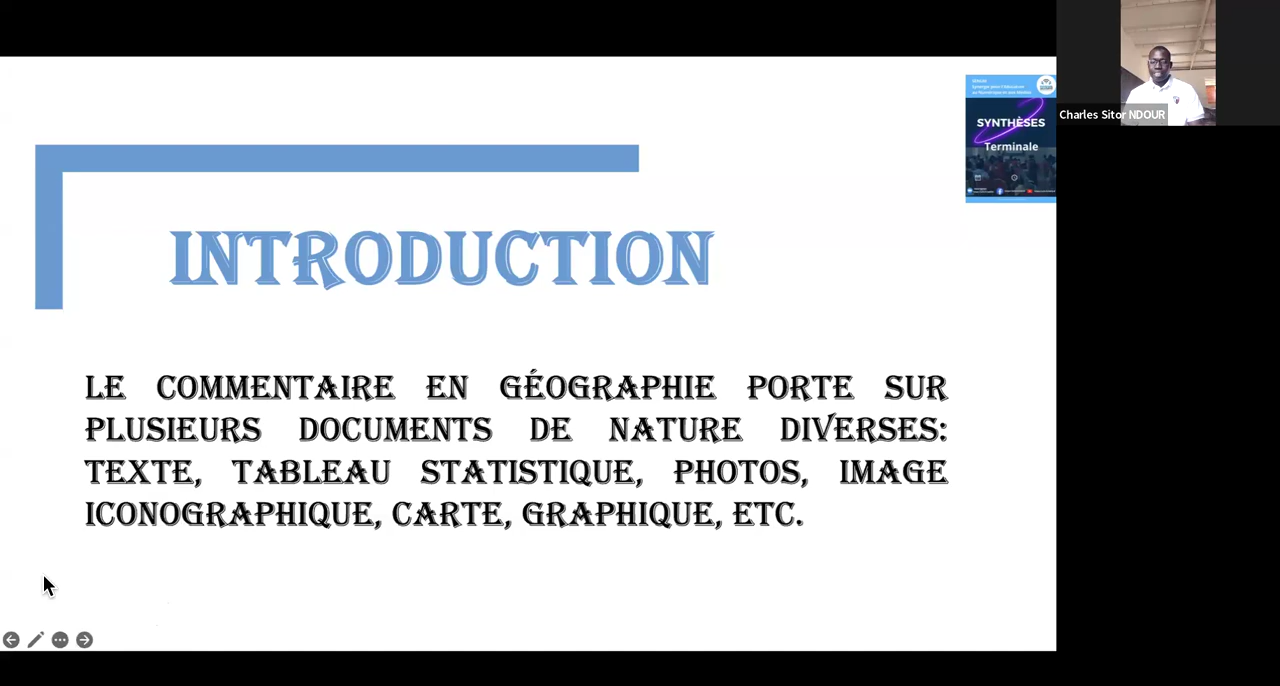 INTRODUCTION
LE COMMENTAIRE EN GÉOGRAPHIE PORTE SUR
PLUSIEURS DOCUMENTS DE NATURE DIVERSES:
TEXTE, TABLEAU STATISTIQUE, PHOTOS, IMAGE
ICONOGRAPHIQUE, CARTE, GRAPHIQUE, ETC.
SYNTHÈSES
Terminale
Charles Sitor NDOUR